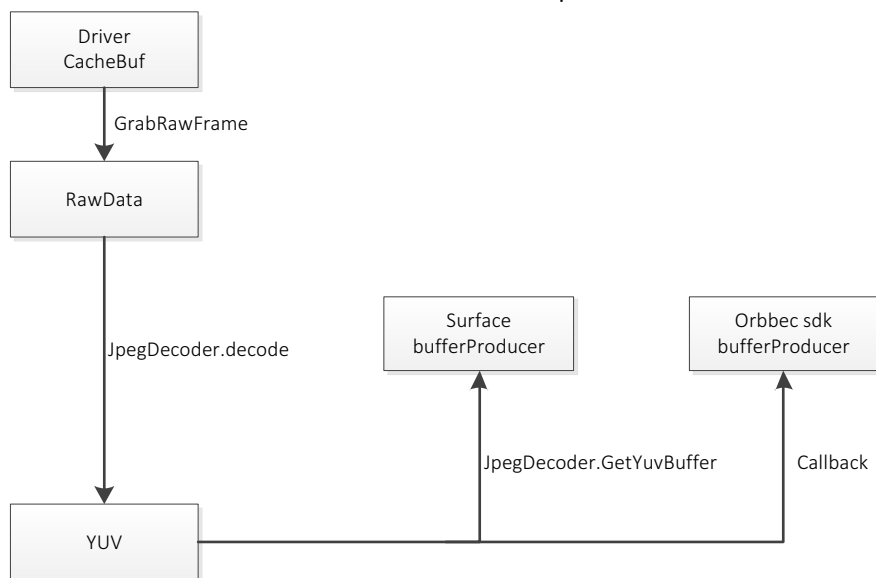 Driver
CacheBuf
GrabRawFrame
RawData
JpegDecoder.decode
Surface
bufferProducer
Orbbec sdk
bufferProducer
JpegDecoder.GetYuvBuffer
Callback
YUV